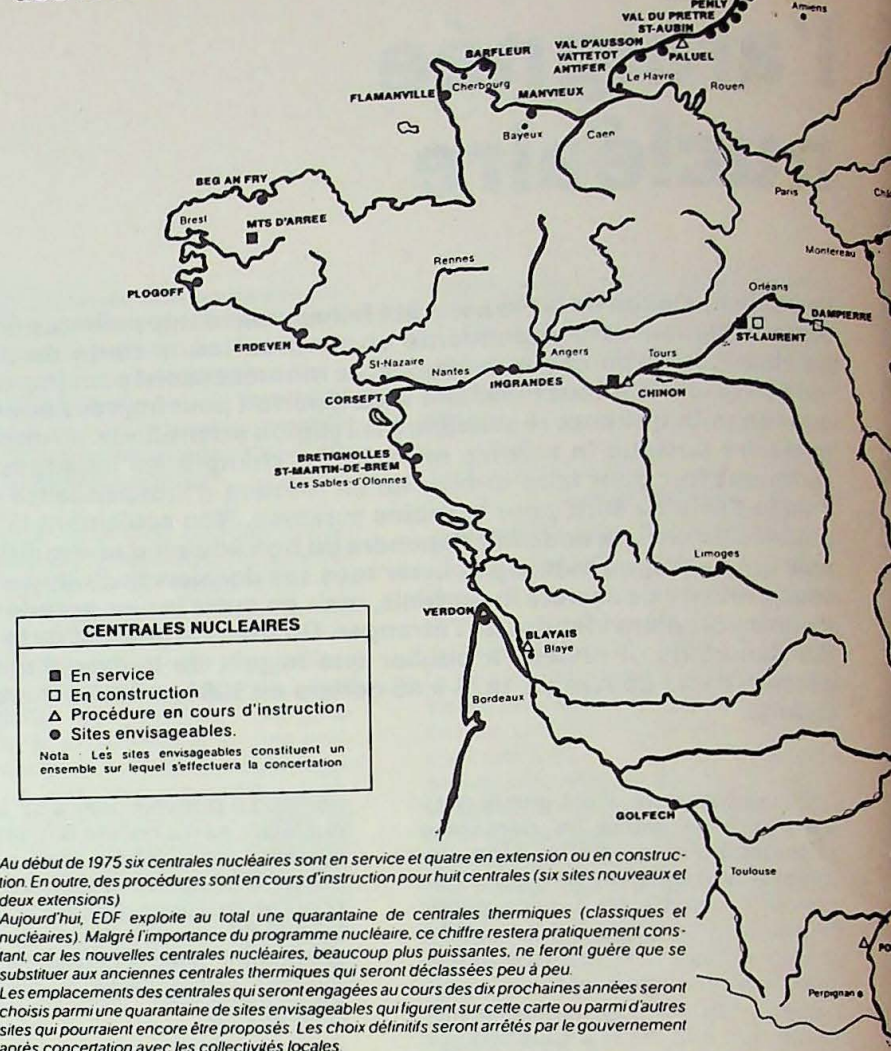 PENLY
Amiens
VAL DU PRETRE
ST-AUBIN
VAL D'AUSSON
VATTETOT
PALUEL
ANTIFER
Le Havre
BARFLEUR
Cherbourg
FLAMANVILLE
MANVIEUX
Rouen
Bayeux
Caen
Paris
BEG AN FRY
Brest
MTS D'ARREE
Montereau
Rennes
PLOGOFF
Orléans
DAMPIERRE
ERDEVEN
ST-LAURENT
St-Nazaire
Nantes
Angers
Tours
INGRANDES
CORSEPT
CHINON
BRETIGNOLLES
ST-MARTIN-DE-BREM
Les Sables-d'Olonnes
Limoges
VERDON
BLAYAIS
Blaye
Bordeaux
CENTRALES NUCLEAIRES
En service
En construction
Procédure en cours d'instruction
Sites envisageables.
Nota Les sites envisageables constituent un
ensemble sur lequel s'effectuera la concertation
GOLFECH
Toulouse
Perpignan
Au début de 1975 six centrales nucléaires sont en service et quatre en extension ou en construc-
tion. En outre, des procédures sont en cours d'instruction pour huit centrales (six sites nouveaux et
deux extensions)
Aujourd'hui, EDF exploite au total une quarantaine de centrales thermiques (classiques et
nucléaires). Malgré l'importance du programme nucléaire, ce chiffre restera pratiquement cons-
tant, car les nouvelles centrales nucléaires, beaucoup plus puissantes, ne feront guère que se
substituer aux anciennes centrales thermiques qui seront déclassées peu à peu.
Les emplacements des centrales qui seront engagées au cours des dix prochaines années seront
choisis parmi une quarantaine de sites envisageables qui figurent sur cette carte ou parmi d'autres
sites qui pourraient encore être proposés. Les choix définitifs seront arrêtés par le gouvernement
après concertation avec les collectivités locales.